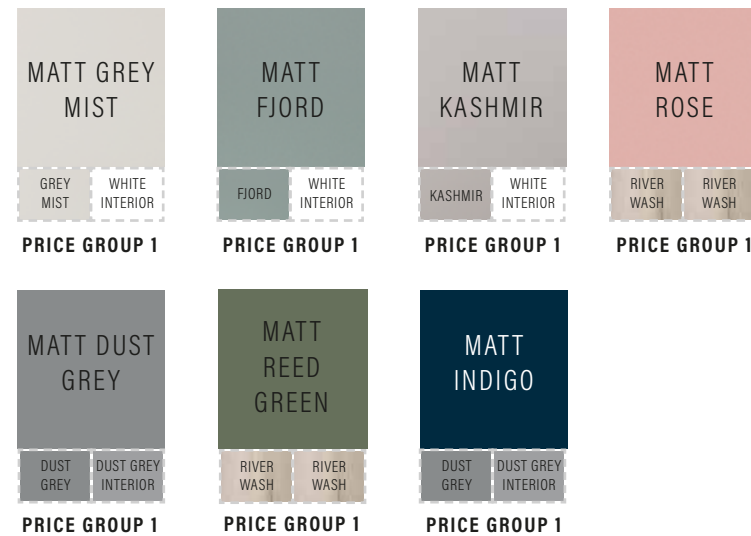 MATT GREY
MIST
GREY
MIST
WHITE
INTERIOR
PRICE GROUP 1
MATT
FJORD
FJORD
WHITE
INTERIOR
PRICE GROUP 1
MATT
KASHMIR
KASHMIR
WHITE
INTERIOR
PRICE GROUP 1
MATT
ROSE
RIVER
WASH
RIVER
WASH
PRICE GROUP 1
MATT DUST
GREY
DUST
GREY
DUST GREY
INTERIOR
PRICE GROUP 1
MATT
REED
GREEN
RIVER
WASH
RIVER
WASH
PRICE GROUP 1
MATT
INDIGO
DUST
GREY
DUST GREY
INTERIOR
PRICE GROUP 1